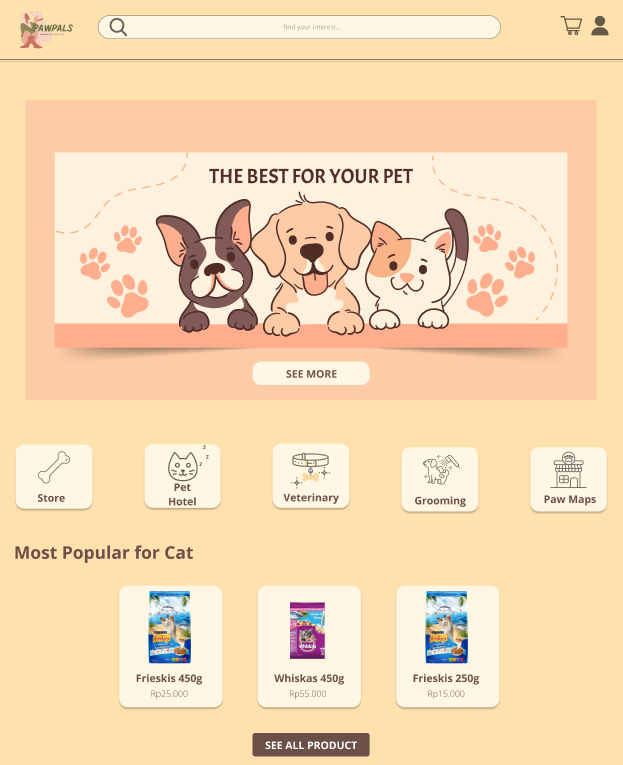 PAWPALS
find your interest...
THE BEST FOR YOUR PET
SEE MORE
Store
z
z
z
Pet
Hotel
Veterinary
Grooming
Paw Maps
Most Popular for Cat
Frieskis 450g
Rp25.000
whiskas
Whiskas 450g
Rp55.000
Frieskis 250g
Rp15.000
SEE ALL PRODUCT